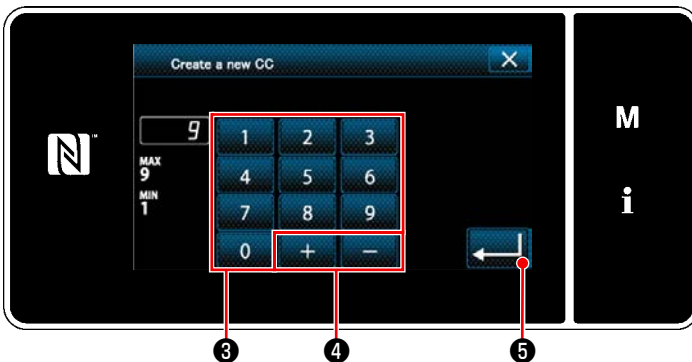 Create a new CC
M
9
1 2 3
MAX
9
4 5 6
MIN
1
7 8 9
0 + −
i
N™
❸ ❹ ❺